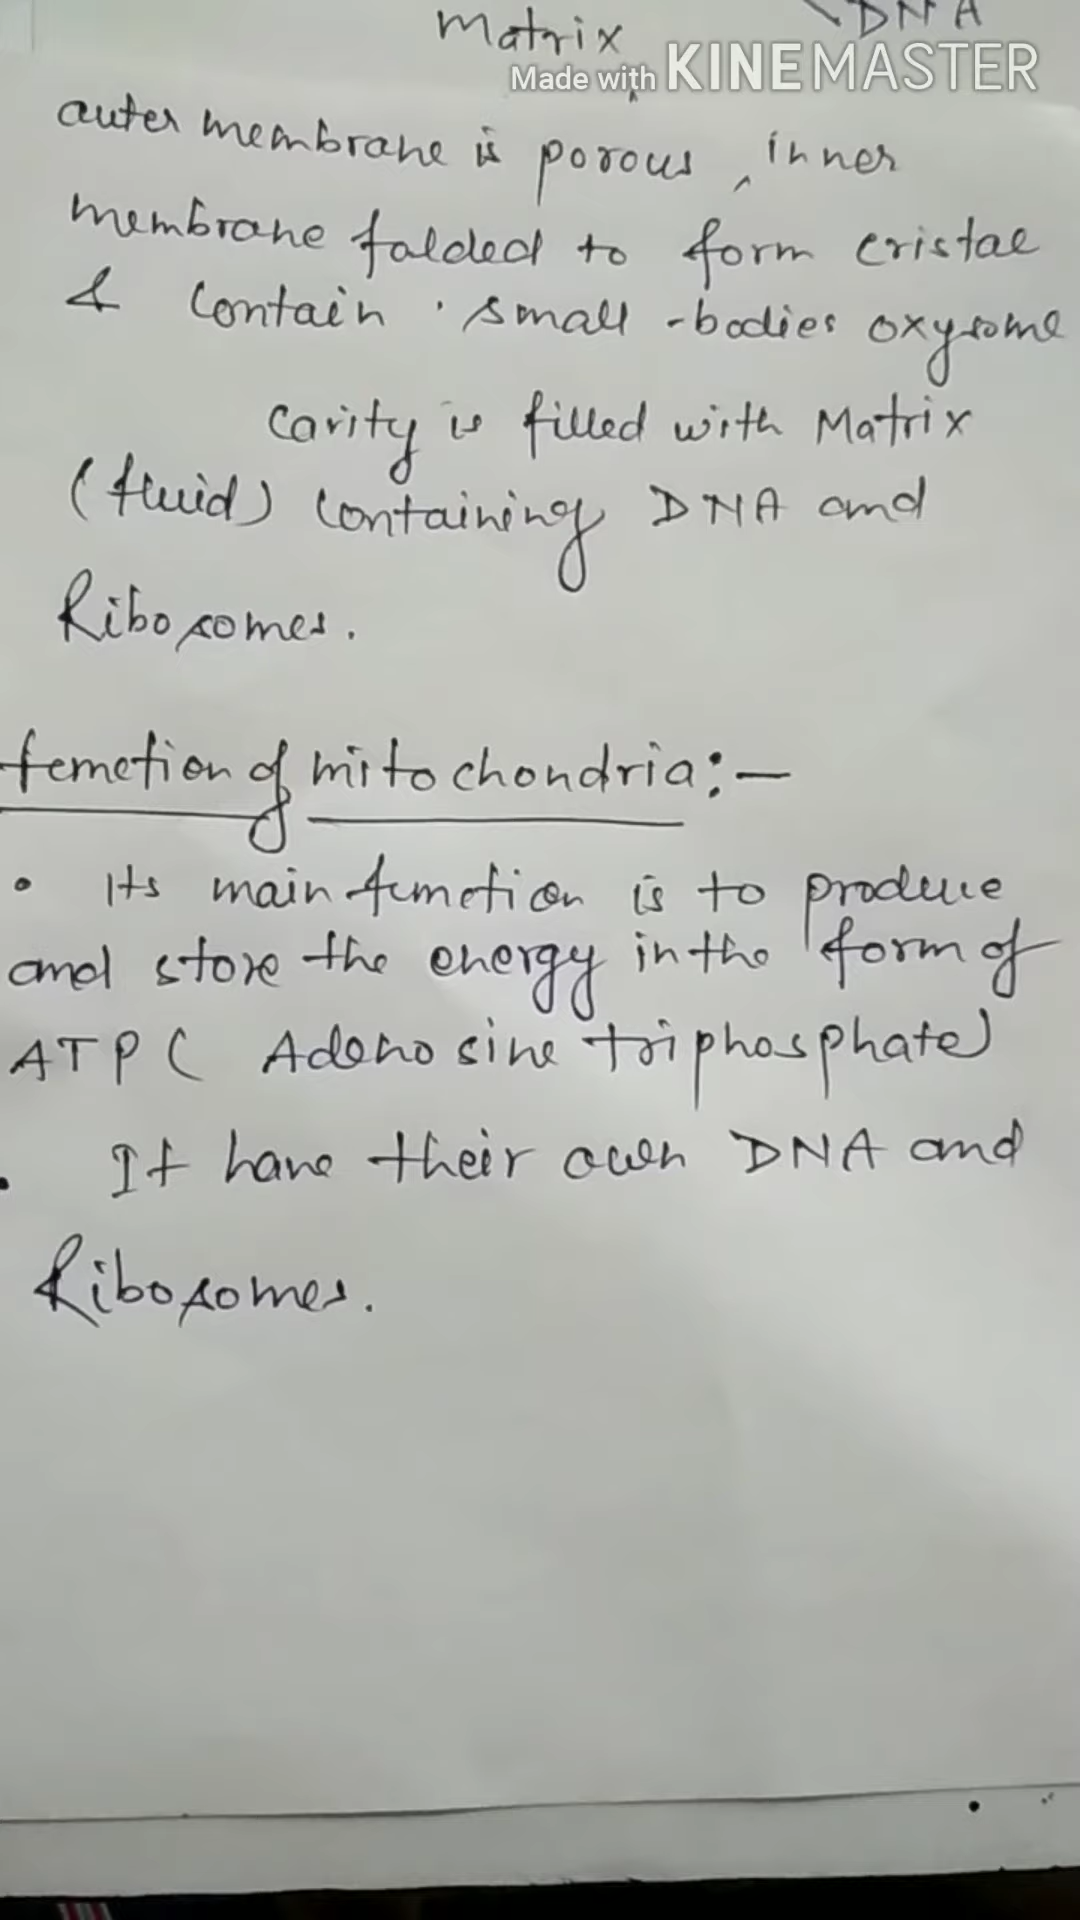 Matrix DNA
Made with KINEMASTER
outer membrane is porous, inner
membrane folded to form cristae
& contain small -bodies oxysome
Cavity is filled with Matrix
(fluid) containing DNA and
Ribosomes.
function of mitochondria:-
• Its main function is to produce
and store the energy in the form of
ATP ( Adenosine triphosphate)
. It have their own DNA and
Ribosomes.